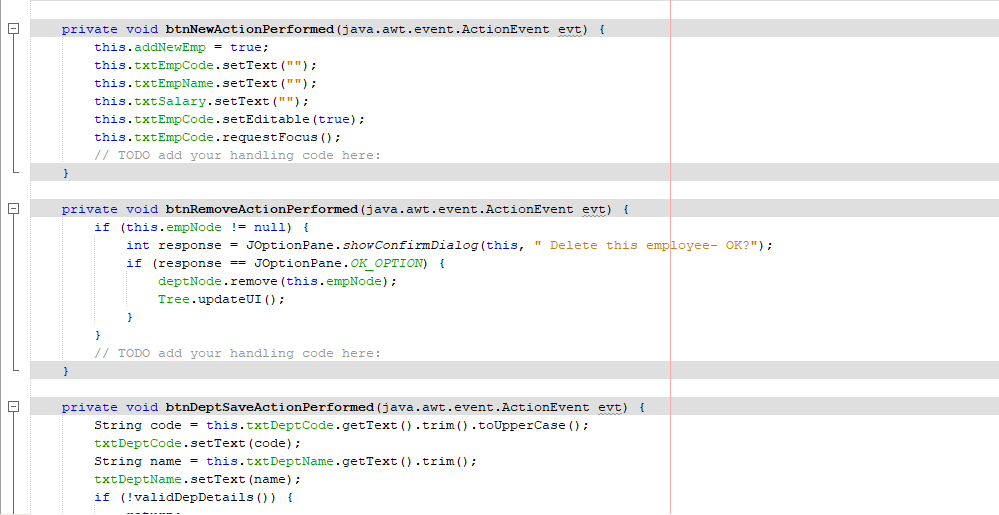 private void btnNewActionPerformed(java.awt.event.ActionEvent evt) {
this.addNewEmp = true;
this.txtEmpCode.setText("");
this.txtEmpName.setText("");
this.txtSalary.setText("");
this.txtEmpCode.setEditable(true);
this.txtEmpCode.requestFocus();
// TODO add your handling code here:
}
private void btnRemoveActionPerformed(java.awt.event.ActionEvent evt) {
if (this.empNode != null) {
int response = JOptionPane.showConfirmDialog(this, " Delete this employee- OK?");
if (response == JOptionPane.OK_OPTION) {
deptNode.remove(this.empNode);
Tree.updateUI();
}
}
// TODO add your handling code here:
}
private void btnDeptSaveActionPerformed(java.awt.event.ActionEvent evt) {
String code = this.txtDeptCode.getText().trim().toUpperCase();
txtDeptCode.setText(code);
String name = this.txtDeptName.getText().trim();
txtDeptName.setText(name);
if (!validDepDetails()) {